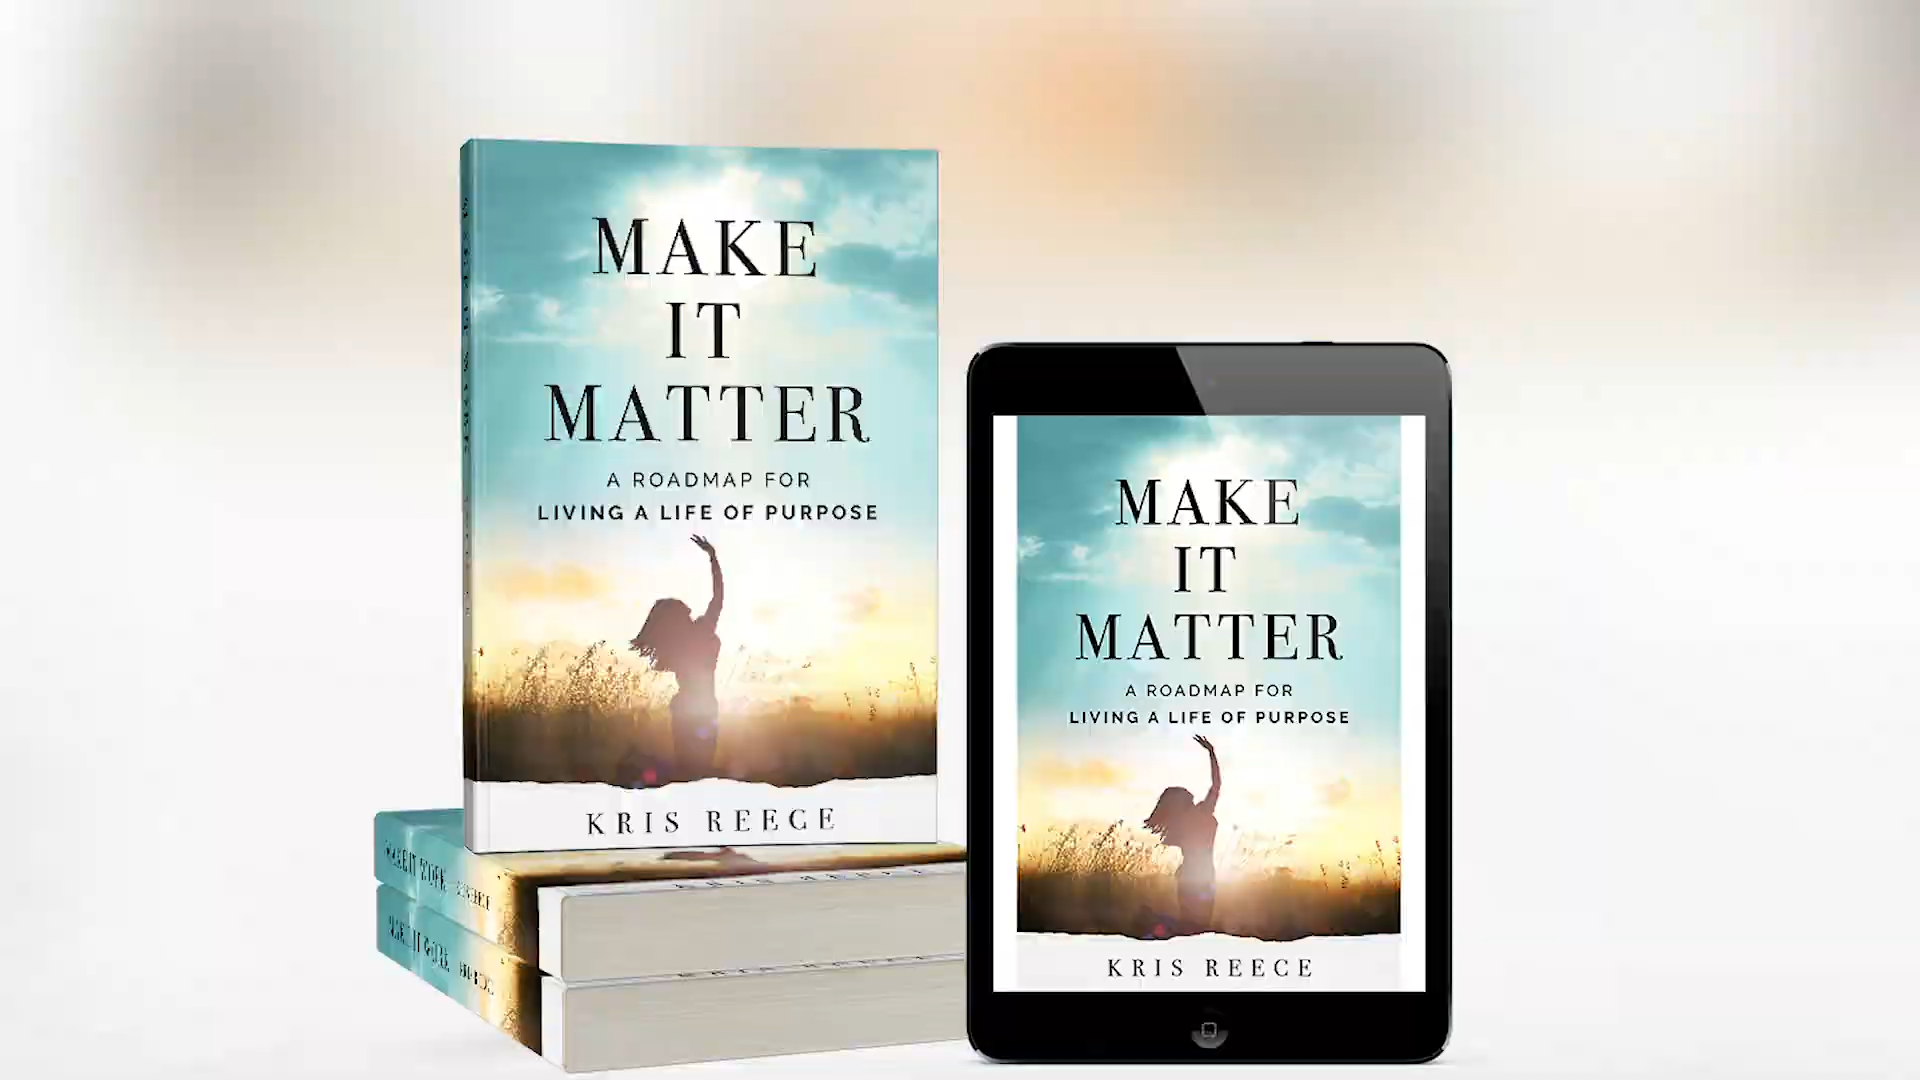 MAKE
IT
MATTER
A ROADMAP FOR
LIVING A LIFE OF PURPOSE
KRIS REECE
MAKE
IT
MATTER
A ROADMAP FOR
LIVING A LIFE OF PURPOSE
KRIS REECE